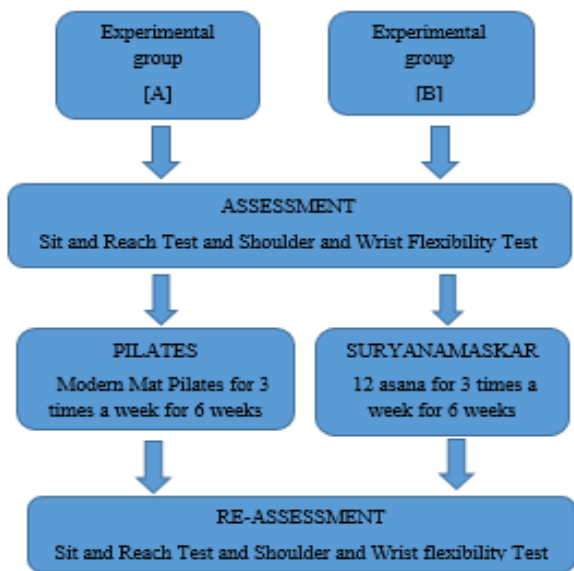 Experimental
group
[A]
Experimental
group
[B]
ASSESSMENT
Sit and Reach Test and Shoulder and Wrist Flexibility Test
PILATES
Modern Mat Pilates for 3
times a week for 6 weeks
SURYANAMASKAR
12 asana for 3 times a
week for 6 weeks
RE-ASSESSMENT
Sit and Reach Test and Shoulder and Wrist flexibility Test